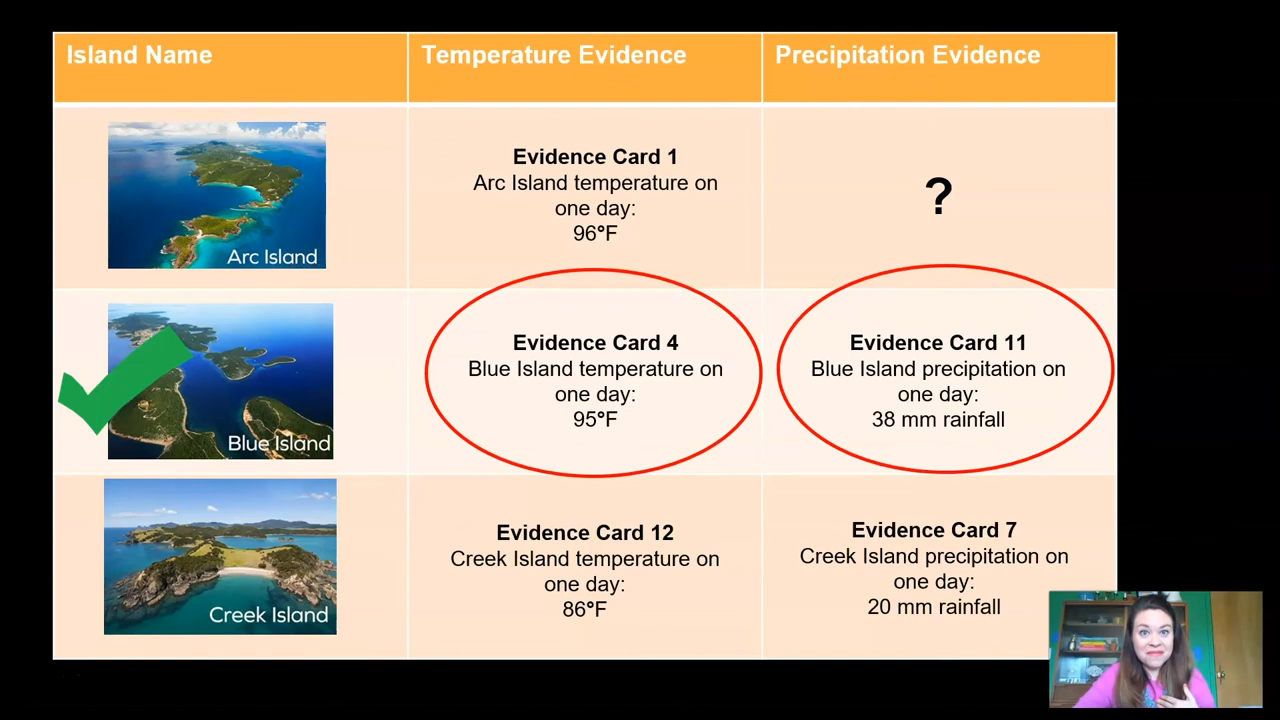 Island Name
Temperature Evidence
Precipitation Evidence
Arc Island
Evidence Card 1
Arc Island temperature on
one day:
96°F
?
Blue Island
Evidence Card 4
Blue Island temperature on
one day:
95°F
Evidence Card 11
Blue Island precipitation on
one day:
38 mm rainfall
Creek Island
Evidence Card 12
Creek Island temperature on
one day:
86°F
Evidence Card 7
Creek Island precipitation on
one day:
20 mm rainfall